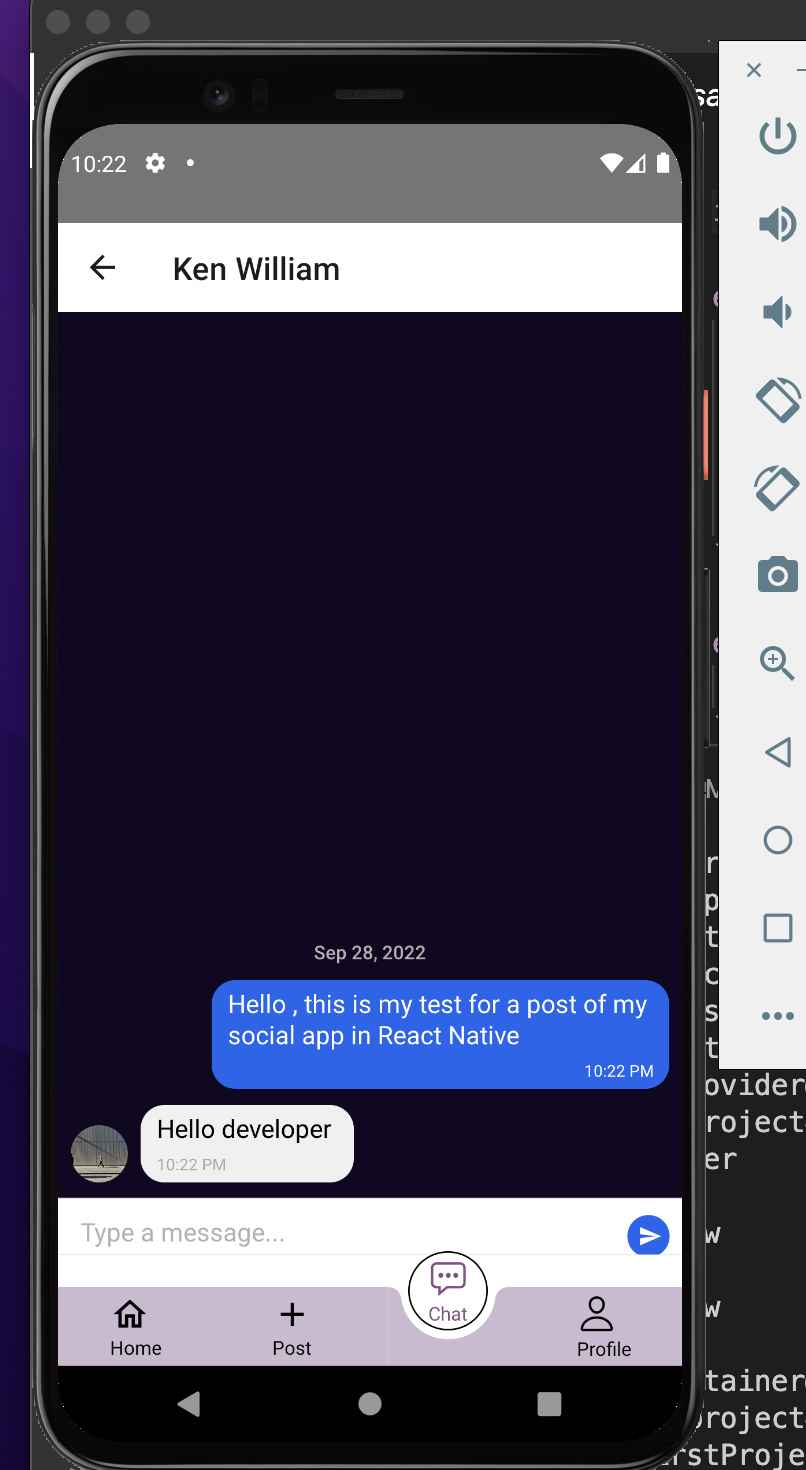 10:22
Ken William
Sep 28, 2022
Hello , this is my test for a post of my
social app in React Native
10:22 PM
Hello developer
10:22 PM
Type a message...
Chat
Home
Post
Profile
ovider
roject
er
w
w
tainer
project
rstProje